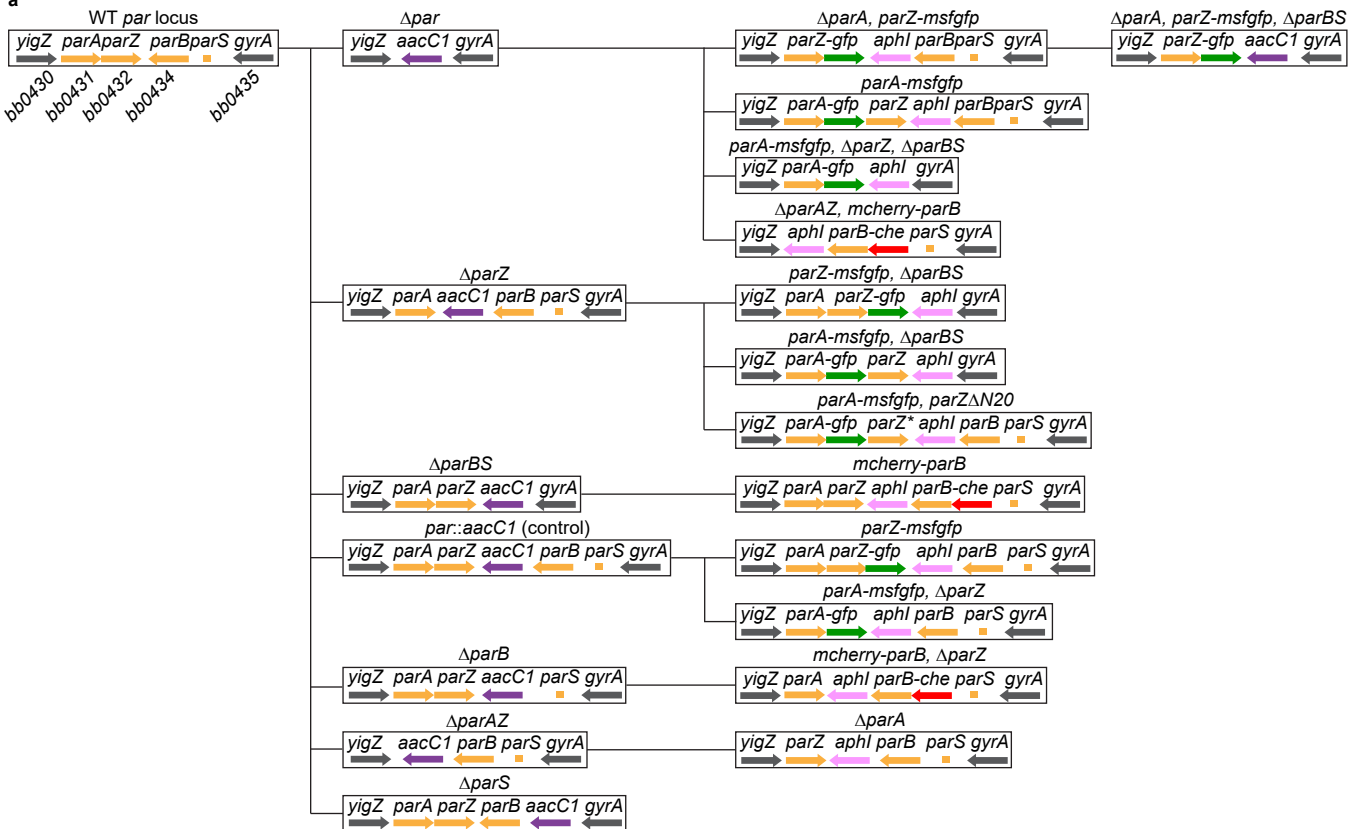 a
WT par locus
yigZ parAparZ parBparS gyrA
bb0430 bb0431 bb0432 bb0434 bb0435
Δpar
yigZ aacC1 gyrA
ΔparA, parZ-msfgfp
yigZ parZ-gfp aphI parBparS gyrA
ΔparA, parZ-msfgfp, ΔparBS
yigZ parZ-gfp aacC1 gyrA
parA-msfgfp
yigZ parA-gfp parZ aphI parBparS gyrA
parA-msfgfp, ΔparZ, ΔparBS
yigZ parA-gfp aphI gyrA
ΔparAZ, mcherry-parB
yigZ aphI parB-che parS gyrA
ΔparZ
yigZ parA aacC1 parB parS gyrA
parZ-msfgfp, ΔparBS
yigZ parA parZ-gfp aphI gyrA
parA-msfgfp, ΔparBS
yigZ parA-gfp parZ aphI gyrA
parA-msfgfp, parZΔN20
yigZ parA-gfp parZ* aphI parB parS gyrA
ΔparBS
yigZ parA parZ aacC1 gyrA
mcherry-parB
yigZ parA parZ aphI parB-che parS gyrA
par::aacC1 (control)
yigZ parA parZ aacC1 parB parS gyrA
parZ-msfgfp
yigZ parA parZ-gfp aphI parB parS gyrA
parA-msfgfp, ΔparZ
yigZ parA-gfp aphI parB parS gyrA
ΔparB
yigZ parA parZ aacC1 parS gyrA
mcherry-parB, ΔparZ
yigZ parA aphI parB-che parS gyrA
ΔparAZ
yigZ aacC1 parB parS gyrA
ΔparA
yigZ parZ aphI parB parS gyrA
ΔparS
yigZ parA parZ parB aacC1 gyrA